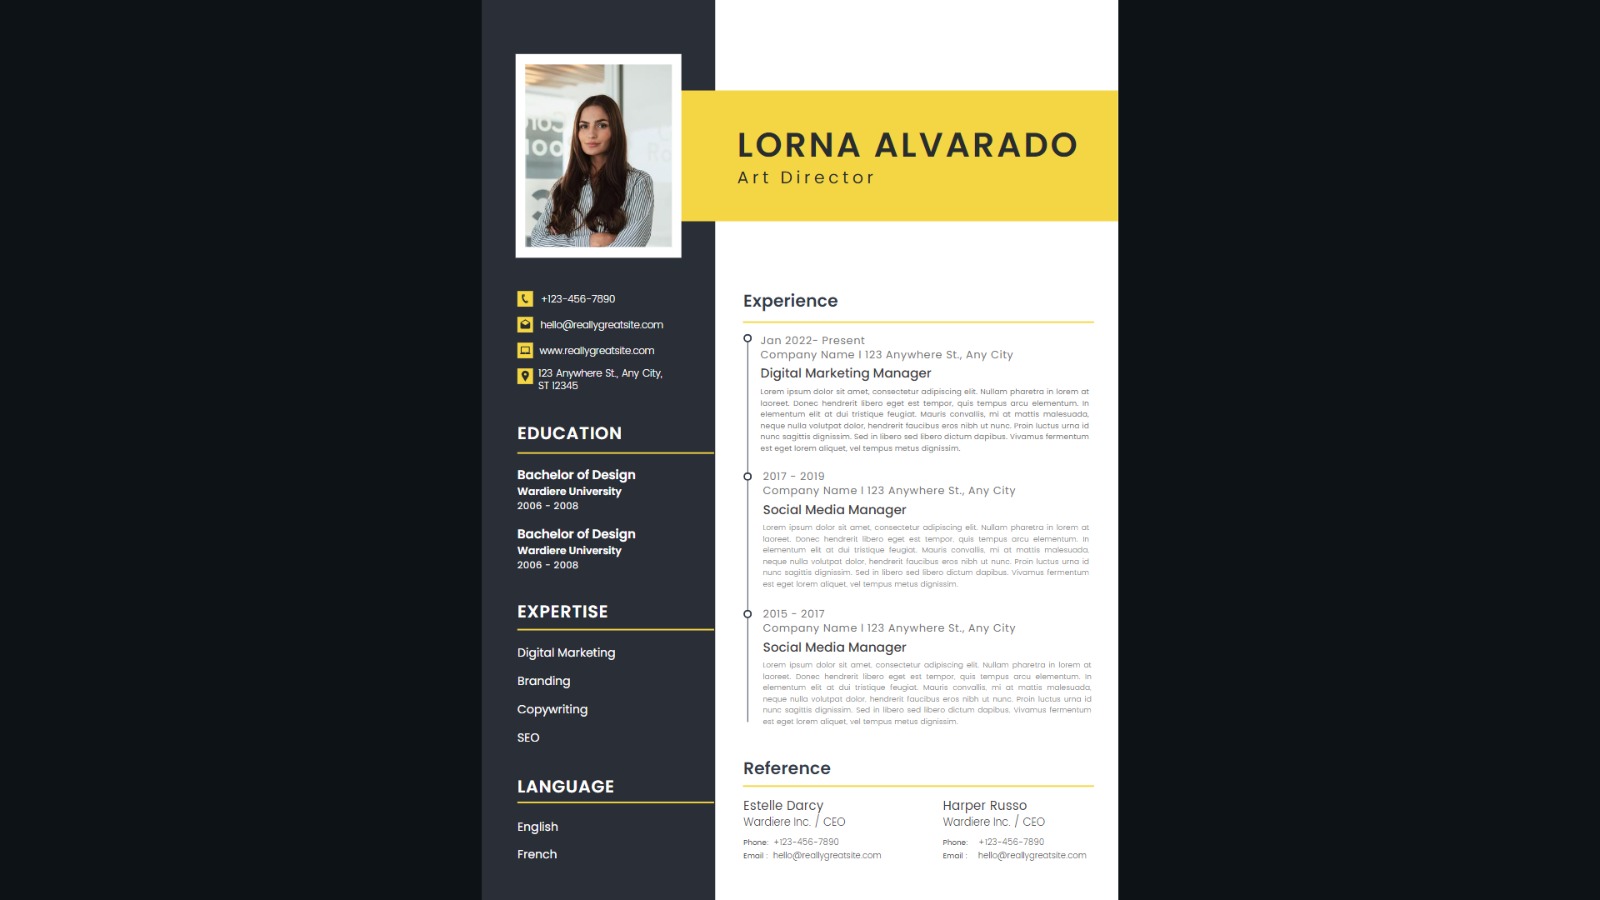 LORNA ALVARADO
Art Director
+123-456-7890
hello@reallygreatsite.com
www.reallygreatsite.com
123 Anywhere St., Any City,
ST 12345
EDUCATION
Bachelor of Design
Wardiere University
2006 - 2008
Bachelor of Design
Wardiere University
2006 - 2008
EXPERTISE
Digital Marketing
Branding
Copywriting
SEO
LANGUAGE
English
French
Experience
Jan 2022- Present
Company Name l 123 Anywhere St., Any City
Digital Marketing Manager
Lorem ipsum dolor sit amet, consectetur adipiscing elit. Nullam pharetra in lorem at
laoreet. Donec hendrerit libero eget est tempor, quis tempus arcu elementum. In
elementum elit at dui tristique feugiat. Mauris convallis, mi at mattis malesuada,
neque nulla volutpat dolor, hendrerit faucibus eros nibh ut nunc. Proin luctus urna id
nunc sagittis dignissim. Sed in libero sed libero dictum dapibus. Vivamus fermentum
est eget lorem aliquet, vel tempus metus dignissim.
2017 - 2019
Company Name l 123 Anywhere St., Any City
Social Media Manager
Lorem ipsum dolor sit amet, consectetur adipiscing elit. Nullam pharetra in lorem at
laoreet. Donec hendrerit libero eget est tempor, quis tempus arcu elementum. In
elementum elit at dui tristique feugiat. Mauris convallis, mi at mattis malesuada,
neque nulla volutpat dolor, hendrerit faucibus eros nibh ut nunc. Proin luctus urna id
nunc sagittis dignissim. Sed in libero sed libero dictum dapibus. Vivamus fermentum
est eget lorem aliquet, vel tempus metus dignissim.
2015 - 2017
Company Name l 123 Anywhere St., Any City
Social Media Manager
Lorem ipsum dolor sit amet, consectetur adipiscing elit. Nullam pharetra in lorem at
laoreet. Donec hendrerit libero eget est tempor, quis tempus arcu elementum. In
elementum elit at dui tristique feugiat. Mauris convallis, mi at mattis malesuada,
neque nulla volutpat dolor, hendrerit faucibus eros nibh ut nunc. Proin luctus urna id
nunc sagittis dignissim. Sed in libero sed libero dictum dapibus. Vivamus fermentum
est eget lorem aliquet, vel tempus metus dignissim.
Reference
Estelle Darcy
Wardiere Inc. / CEO
Phone: +123-456-7890
Email : hello@reallygreatsite.com
Harper Russo
Wardiere Inc. / CEO
Phone: +123-456-7890
Email : hello@reallygreatsite.com